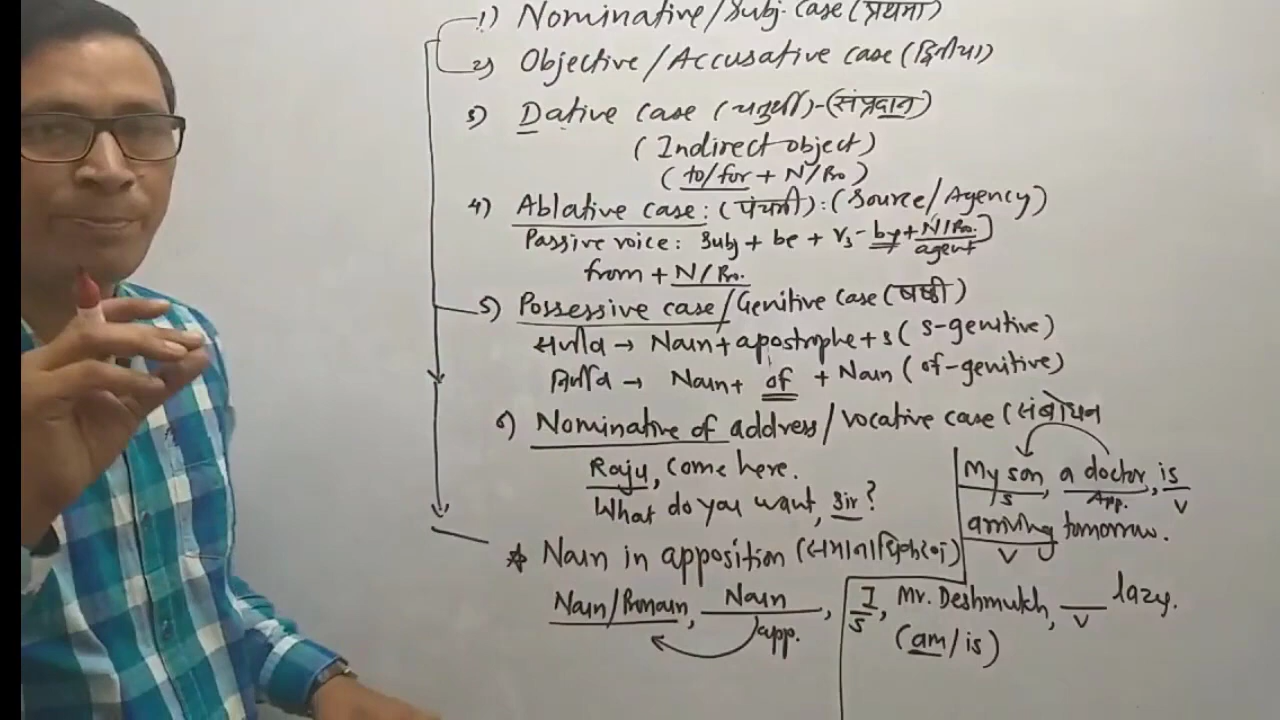 1) Nominative/Subj. case (प्रथमा)
2) Objective/Accusative case (द्वितीया)
3) Dative case (चतुर्थी)-(संप्रदान)
(Indirect object)
(to/for + N/Pro)
4) Ablative case: (पंचमी): (Source/Agency)
Passive voice: Subj + be + V3 - by + N/Pro.
agent
from + N/Pro.
5) Possessive case/Genitive case (षष्ठी)
सजीव → Noun + apostrophe + s (s-genitive)
निर्जीव → Noun + of + Noun (of-genitive)
6) Nominative of address/vocative case (संबोधन
Raju, come here.
What do you want, Sir?
My son, a doctor, is
S App. V
arriving tomorrow.
V
* Noun in apposition (समानाधिकरण)
Noun/Pronoun, Noun,
app.
I, Mr. Deshmukh, ___ lazy.
S V
(am/is)